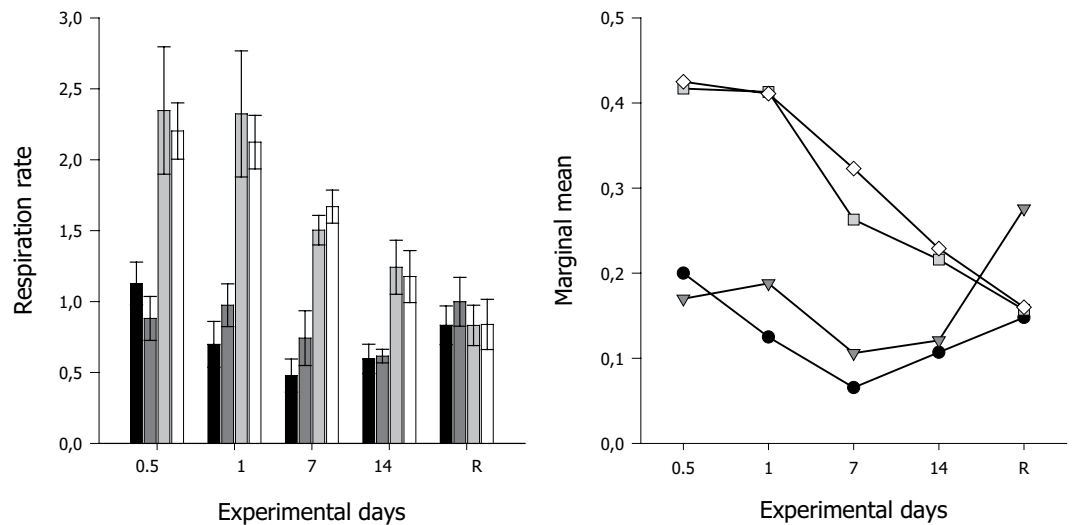 3,0
2,5
2,0
1,5
1,0
0,5
0,0
Respiration rate
0.5 1 7 14 R
Experimental days
0,5
0,4
0,3
0,2
0,1
0,0
Marginal mean
0.5 1 7 14 R
Experimental days